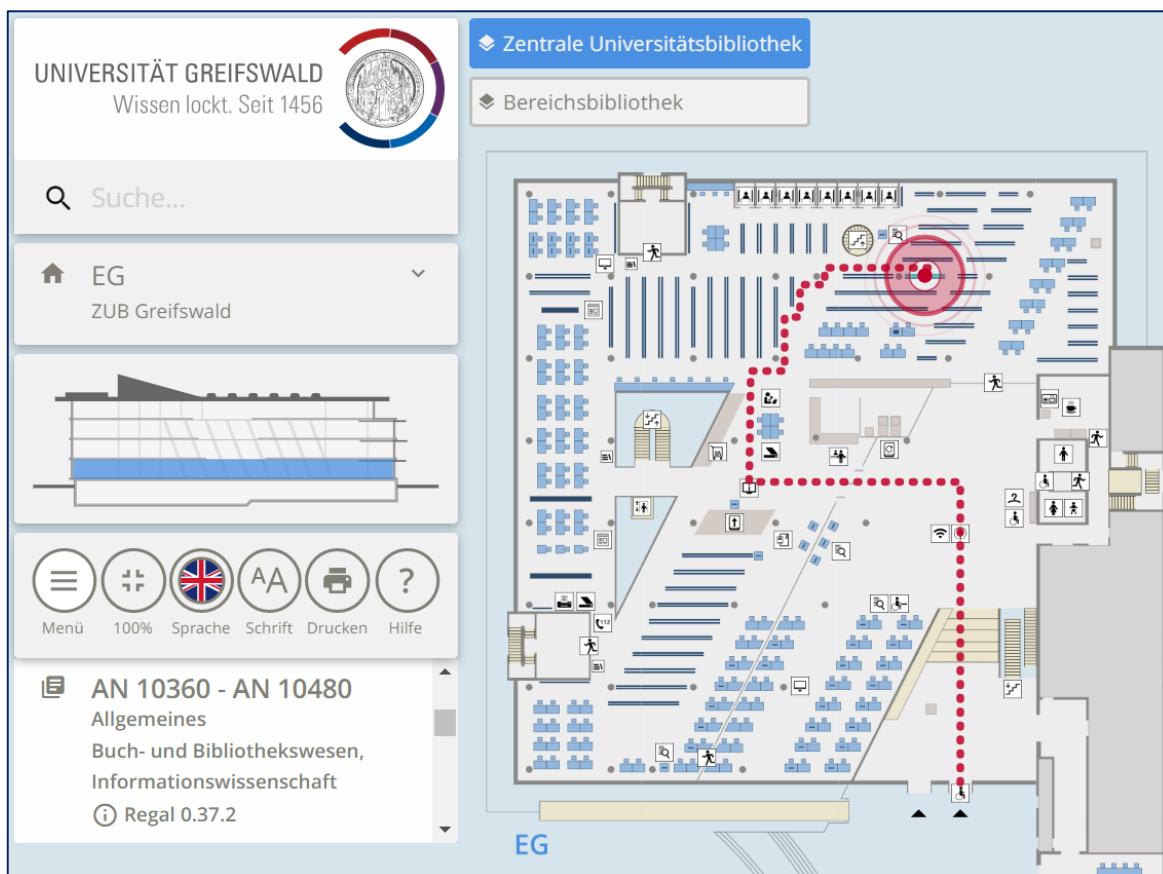 UNIVERSITÄT GREIFSWALD
Wissen lockt. Seit 1456
Suche...
EG
ZUB Greifswald
Menü
100%
Sprache
Schrift
Drucken
Hilfe
AN 10360 - AN 10480
Allgemeines
Buch- und Bibliothekswesen,
Informationswissenschaft
Regal 0.37.2
Zentrale Universitätsbibliothek
Bereichsbibliothek
112
EG